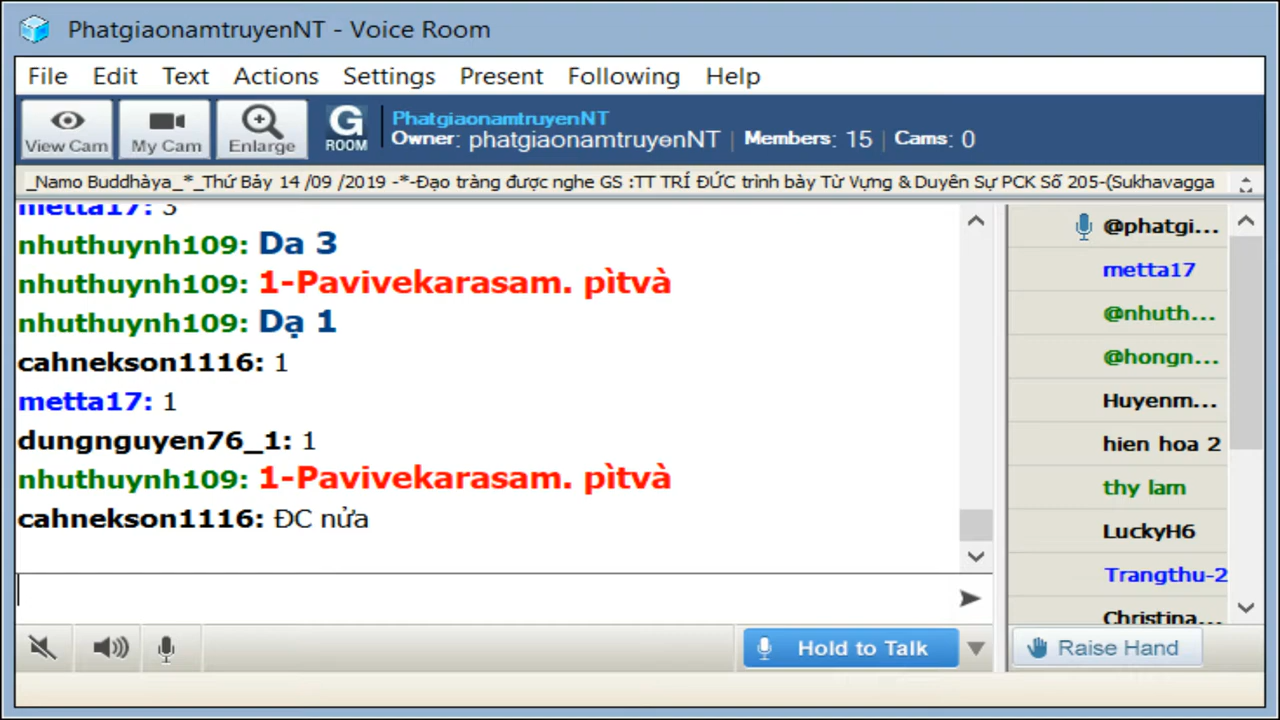 PhatgiaonamtruyenNT - Voice Room
File Edit Text Actions Settings Present Following Help
View Cam My Cam Enlarge G ROOM
PhatgiaonamtruyenNT
Owner: phatgiaonamtruyenNT | Members: 15 | Cams: 0
_Namo Buddhàya_*_Thứ Bảy 14 /09 /2019 -*-Đạo tràng được nghe GS :TT TRÍ ĐỨC trình bày Từ Vựng & Duyên Sự PCK Số 205-(Sukhavagga
metta17: 3
nhuthuynh109: Da 3
nhuthuynh109: 1-Pavivekarasam. pìtvà
nhuthuynh109: Dạ 1
cahnekson1116: 1
metta17: 1
dungnguyen76_1: 1
nhuthuynh109: 1-Pavivekarasam. pìtvà
cahnekson1116: ĐC nửa
@phatgi...
metta17
@nhuth...
@hongn...
Huyenm...
hien hoa 2
thy lam
LuckyH6
Trangthu-2
Christina...
Hold to Talk
Raise Hand